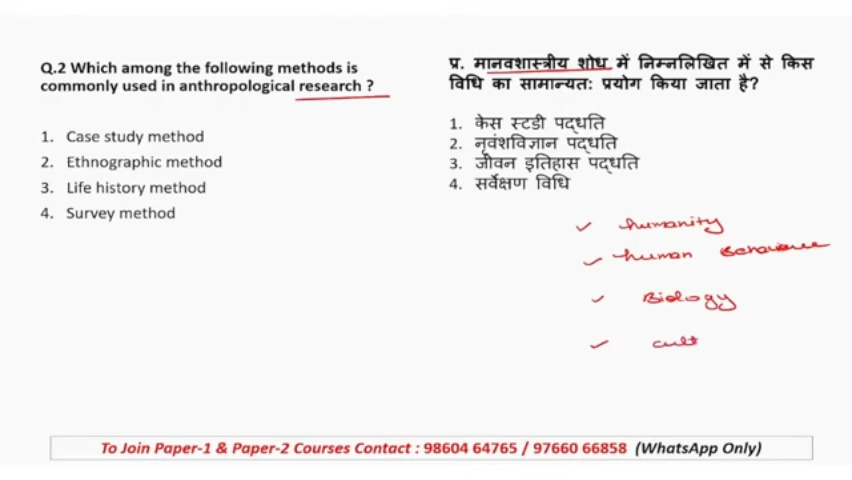 Q.2 Which among the following methods is
commonly used in anthropological research ?
1. Case study method
2. Ethnographic method
3. Life history method
4. Survey method
प्र. मानवशास्त्रीय शोध में निम्नलिखित में से किस
विधि का सामान्यतः प्रयोग किया जाता है?
1. केस स्टडी पद्धति
2. नृवंशविज्ञान पद्धति
3. जीवन इतिहास पद्धति
4. सर्वेक्षण विधि
✓ humanity
✓ human
✓ Biology
✓ cult
To Join Paper-1 & Paper-2 Courses Contact : 98604 64765 / 97660 66858 (WhatsApp Only)